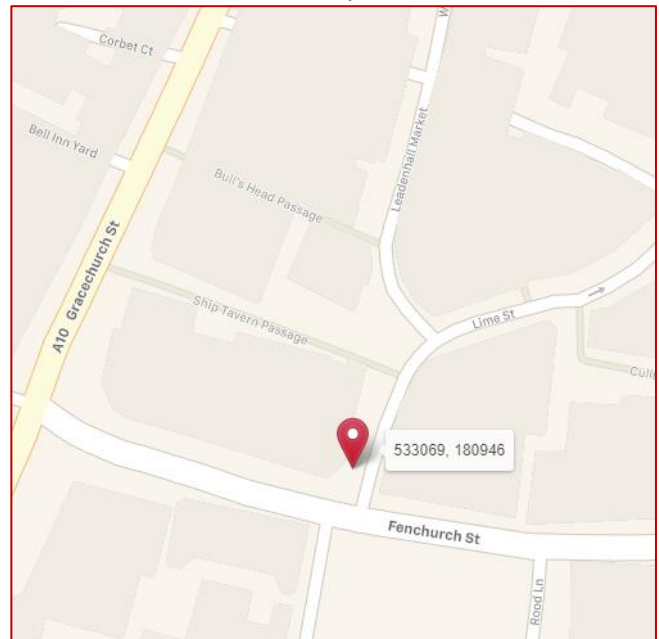 Corbet Ct
Bell Inn Yard
Bull's Head Passage
Leadenhall Market
A10 Gracechurch St
Ship Tavern Passage
Lime St
533069, 180946
Fenchurch St
Rood Ln